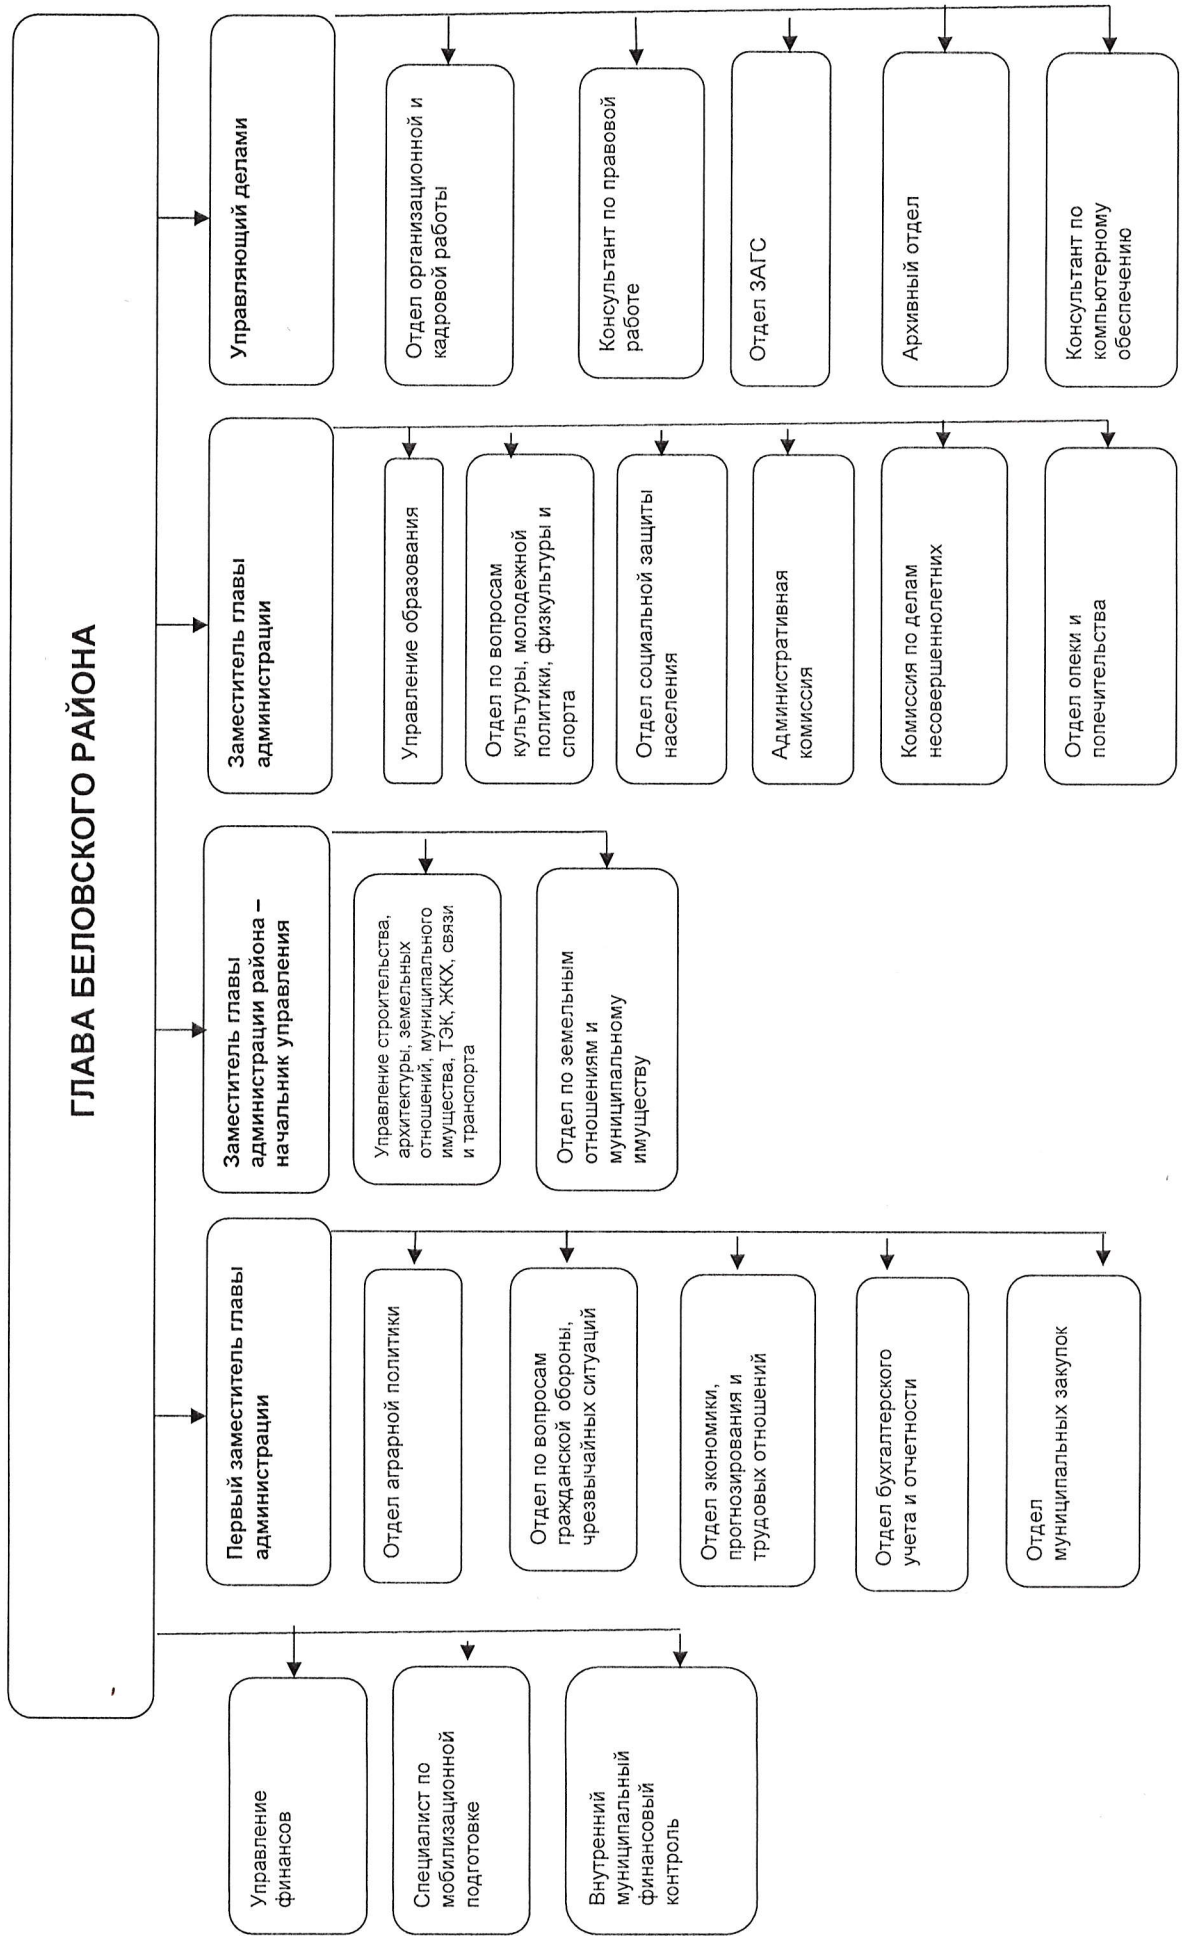 ГЛАВА БЕЛОВСКОГО РАЙОНА
Управление
финансов
Специалист по
мобилизационной
подготовке
Внутренний
муниципальный
финансовый
контроль
Первый заместитель главы
администрации
Отдел аграрной политики
Отдел по вопросам
гражданской обороны,
чрезвычайных ситуаций
Отдел экономики,
прогнозирования и
трудовых отношений
Отдел бухгалтерского
учета и отчетности
Отдел
муниципальных закупок
Заместитель главы
администрации района –
начальник управления
Управление строительства,
архитектуры, земельных
отношений, муниципального
имущества, ТЭК, ЖКХ, связи
и транспорта
Отдел по земельным
отношениям и
муниципальному
имуществу
Заместитель главы
администрации
Управление образования
Отдел по вопросам
культуры, молодежной
политики, физкультуры и
спорта
Отдел социальной защиты
населения
Административная
комиссия
Комиссия по делам
несовершеннолетних
Отдел опеки и
попечительства
Управляющий делами
Отдел организационной и
кадровой работы
Консультант по правовой
работе
Отдел ЗАГС
Архивный отдел
Консультант по
компьютерному
обеспечению